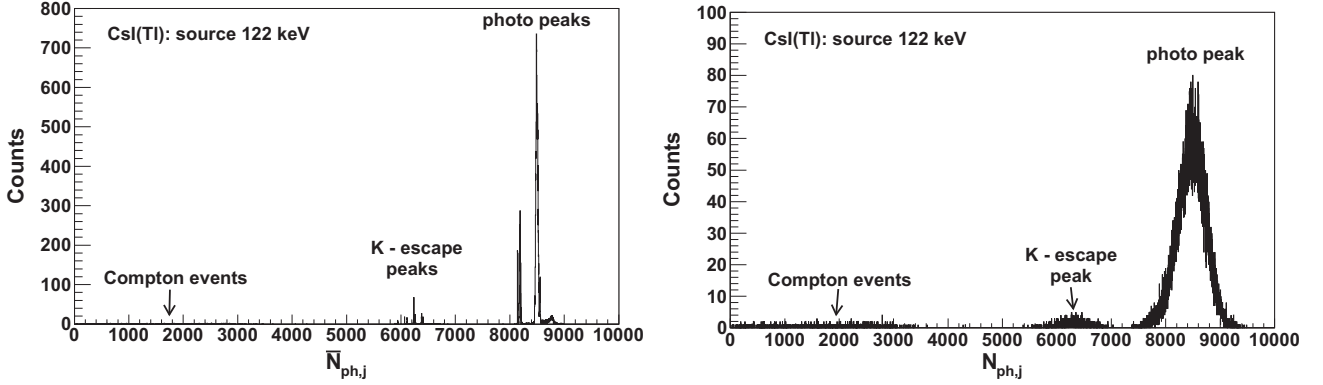 800
700
600
500
400
300
200
100
0
Counts
CsI(Tl): source 122 keV
photo peaks
K - escape
peaks
Compton events
0 1000 2000 3000 4000 5000 6000 7000 8000 9000 10000
N̅ph,j
100
90
80
70
60
50
40
30
20
10
0
Counts
CsI(Tl): source 122 keV
photo peak
K - escape
peak
Compton events
0 1000 2000 3000 4000 5000 6000 7000 8000 9000 10000
Nph,j